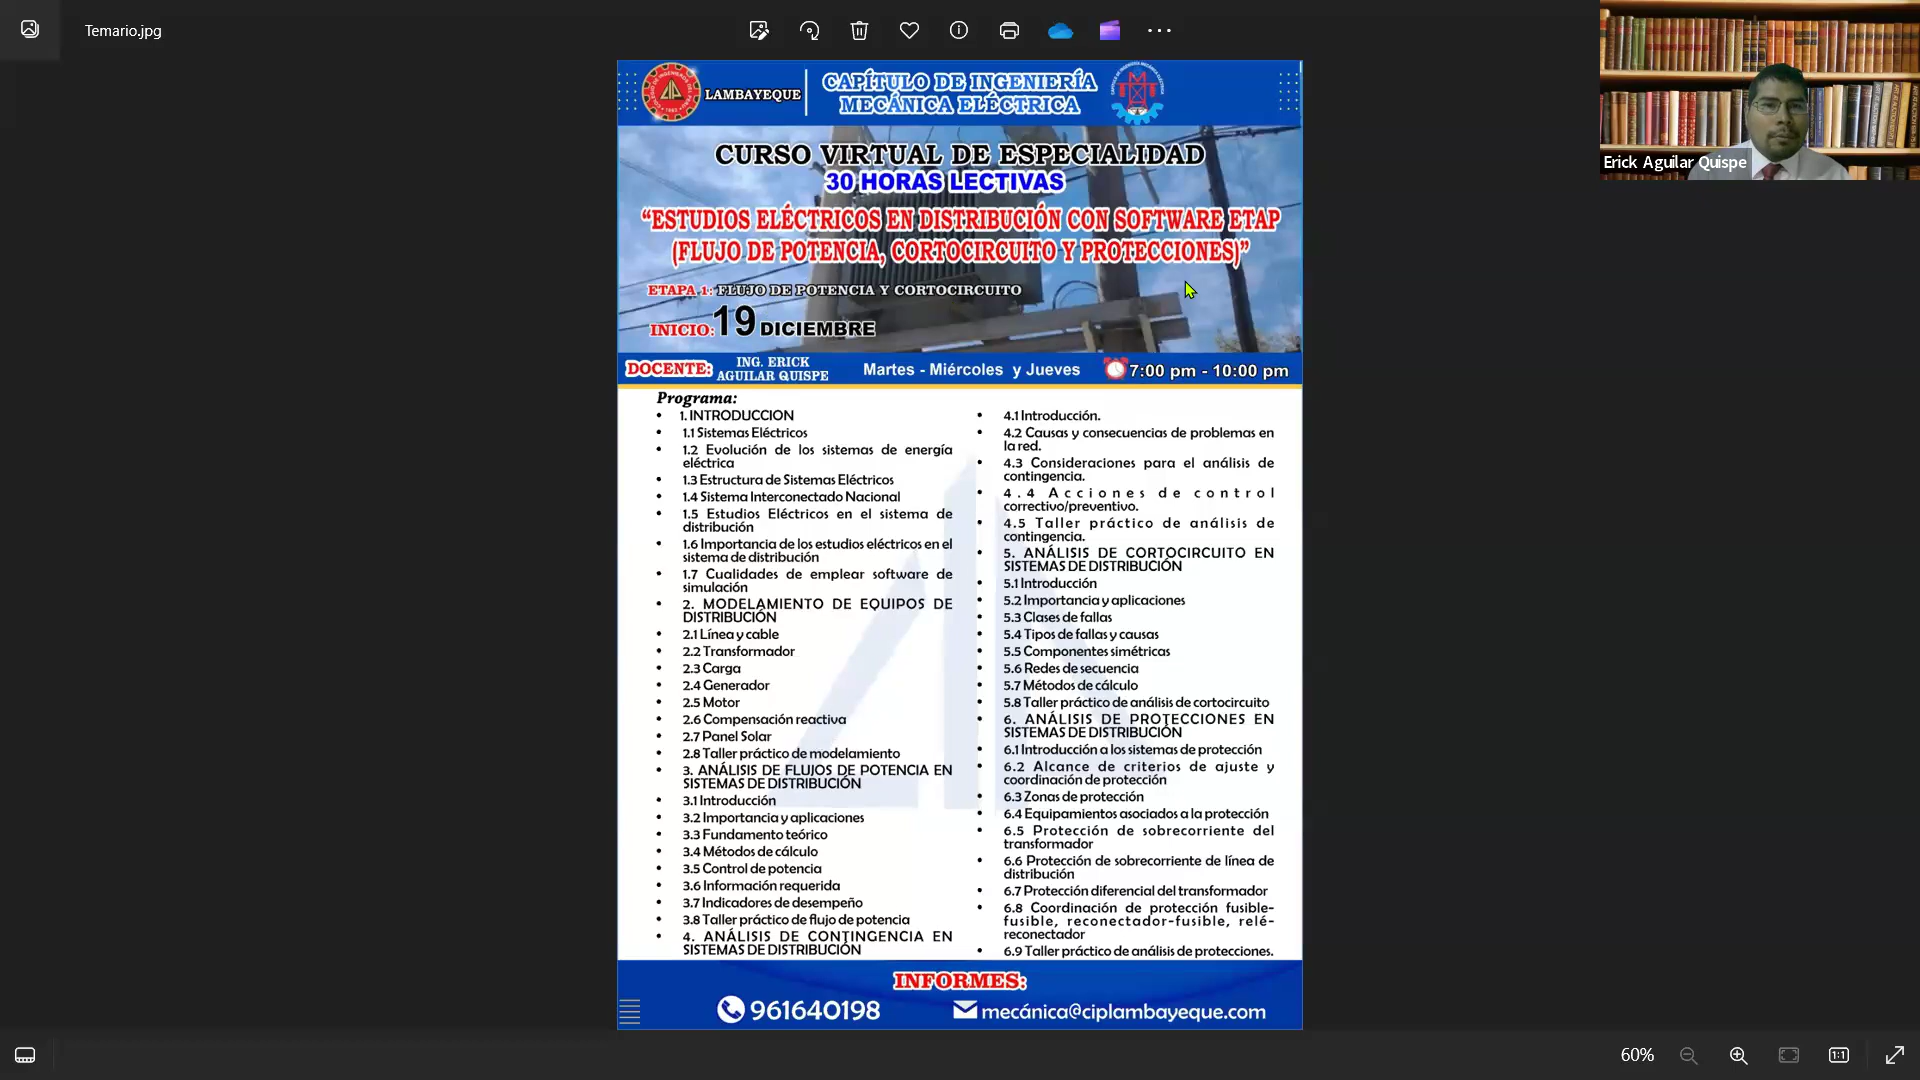 Temario.jpg
LAMBAYEQUE
CAPÍTULO DE INGENIERÍA
MECÁNICA ELÉCTRICA
Erick Aguilar Quispe
CURSO VIRTUAL DE ESPECIALIDAD
30 HORAS LECTIVAS
“ESTUDIOS ELÉCTRICOS EN DISTRIBUCIÓN CON SOFTWARE ETAP
(FLUJO DE POTENCIA, CORTOCIRCUITO Y PROTECCIONES)”
ETAPA 1: FLUJO DE POTENCIA Y CORTOCIRCUITO
INICIO: 19 DICIEMBRE
DOCENTE: ING. ERICK
AGUILAR QUISPE
Martes - Miércoles y Jueves
7:00 pm - 10:00 pm
Programa:
• 1. INTRODUCCION
• 1.1 Sistemas Eléctricos
• 1.2 Evolución de los sistemas de energía
eléctrica
• 1.3 Estructura de Sistemas Eléctricos
• 1.4 Sistema Interconectado Nacional
• 1.5 Estudios Eléctricos en el sistema de
distribución
• 1.6 Importancia de los estudios eléctricos en el
sistema de distribución
• 1.7 Cualidades de emplear software de
simulación
• 2. MODELAMIENTO DE EQUIPOS DE
DISTRIBUCIÓN
• 2.1 Línea y cable
• 2.2 Transformador
• 2.3 Carga
• 2.4 Generador
• 2.5 Motor
• 2.6 Compensación reactiva
• 2.7 Panel Solar
• 2.8 Taller práctico de modelamiento
• 3. ANÁLISIS DE FLUJOS DE POTENCIA EN
SISTEMAS DE DISTRIBUCIÓN
• 3.1 Introducción
• 3.2 Importancia y aplicaciones
• 3.3 Fundamento teórico
• 3.4 Métodos de cálculo
• 3.5 Control de potencia
• 3.6 Información requerida
• 3.7 Indicadores de desempeño
• 3.8 Taller práctico de flujo de potencia
• 4. ANÁLISIS DE CONTINGENCIA EN
SISTEMAS DE DISTRIBUCIÓN
• 4.1 Introducción.
• 4.2 Causas y consecuencias de problemas en
la red.
• 4.3 Consideraciones para el análisis de
contingencia.
• 4.4 Acciones de control
correctivo/preventivo.
• 4.5 Taller práctico de análisis de
contingencia.
• 5. ANÁLISIS DE CORTOCIRCUITO EN
SISTEMAS DE DISTRIBUCIÓN
• 5.1 Introducción
• 5.2 Importancia y aplicaciones
• 5.3 Clases de fallas
• 5.4 Tipos de fallas y causas
• 5.5 Componentes simétricas
• 5.6 Redes de secuencia
• 5.7 Métodos de cálculo
• 5.8 Taller práctico de análisis de cortocircuito
• 6. ANÁLISIS DE PROTECCIONES EN
SISTEMAS DE DISTRIBUCIÓN
• 6.1 Introducción a los sistemas de protección
• 6.2 Alcance de criterios de ajuste y
coordinación de protección
• 6.3 Zonas de protección
• 6.4 Equipamientos asociados a la protección
• 6.5 Protección de sobrecorriente del
transformador
• 6.6 Protección de sobrecorriente de línea de
distribución
• 6.7 Protección diferencial del transformador
• 6.8 Coordinación de protección fusible-
fusible, reconectador-fusible, relé-
reconectador
• 6.9 Taller práctico de análisis de protecciones.
INFORMES:
961640198
mecánica@ciplambayeque.com
60%
1:1